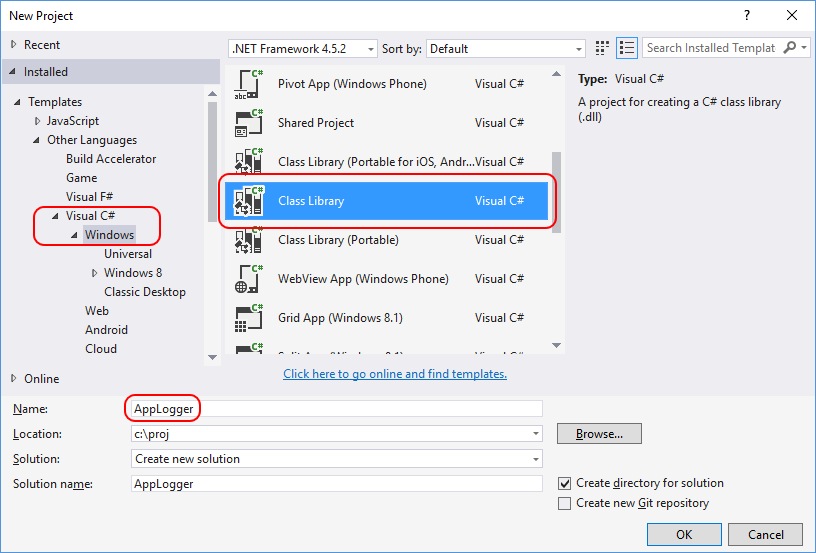 New Project
?
Recent
.NET Framework 4.5.2
Sort by:
Default
Search Installed Templat
Installed
Templates
JavaScript
Other Languages
Build Accelerator
Game
Visual F#
Visual C#
Windows
Universal
Windows 8
Classic Desktop
Web
Android
Cloud
Online
Pivot App (Windows Phone) Visual C#
Shared Project Visual C#
Class Library (Portable for iOS, Andr... Visual C#
Class Library Visual C#
Class Library (Portable) Visual C#
WebView App (Windows Phone) Visual C#
Grid App (Windows 8.1) Visual C#
Click here to go online and find templates.
Type: Visual C#
A project for creating a C# class library
(.dll)
Name: AppLogger
Location: c:\proj
Browse...
Solution: Create new solution
Solution name: AppLogger
Create directory for solution
Create new Git repository
OK
Cancel